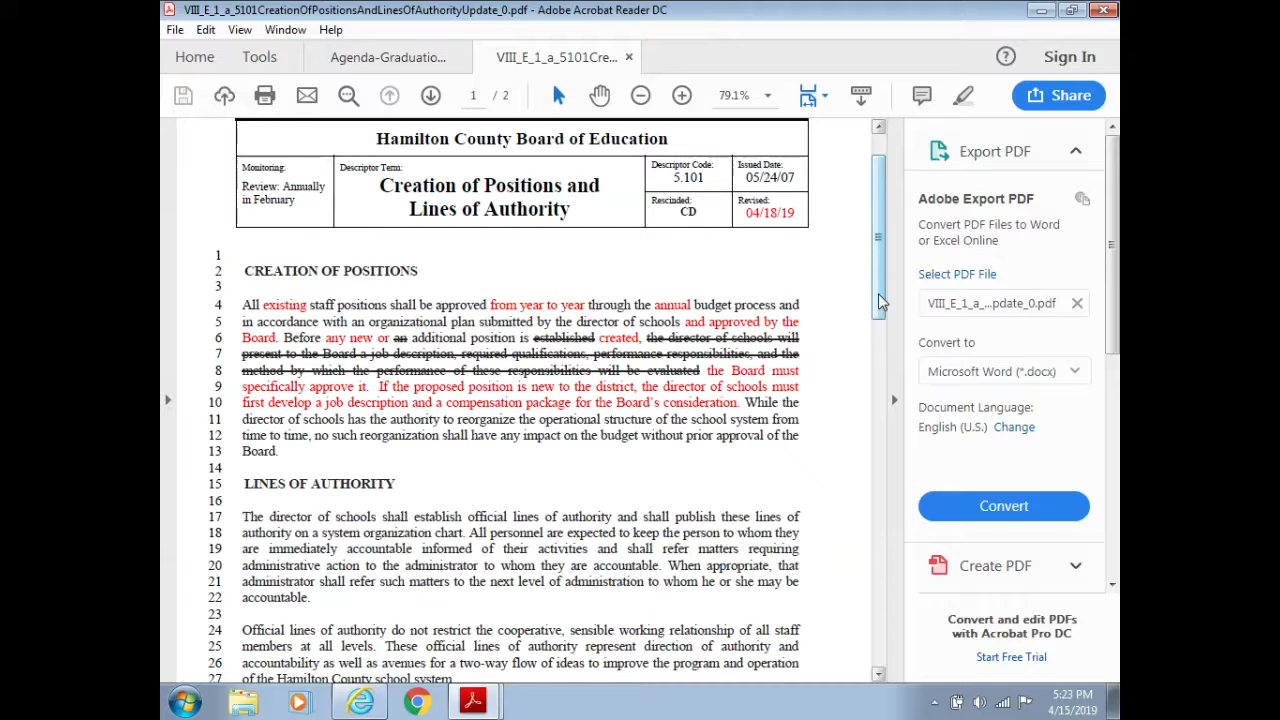 VIII_E_1_a_5101CreationOfPositionsAndLinesOfAuthorityUpdate_0.pdf - Adobe Acrobat Reader DC
File Edit View Window Help
Home Tools Agenda-Graduatio... VIII_E_1_a_5101Cre... × Sign In
1 / 2 79.1% Share
Hamilton County Board of Education
Monitoring:
Review: Annually
in February
Descriptor Term:
Creation of Positions and
Lines of Authority
Descriptor Code:
5.101
Issued Date:
05/24/07
Rescinded:
CD
Revised:
04/18/19
1
2 CREATION OF POSITIONS
3
4 All existing staff positions shall be approved from year to year through the annual budget process and
5 in accordance with an organizational plan submitted by the director of schools and approved by the
6 Board. Before any new or an additional position is established created, the director of schools will
7 present to the Board a job description, required qualifications, performance responsibilities, and the
8 method by which the performance of these responsibilities will be evaluated the Board must
9 specifically approve it. If the proposed position is new to the district, the director of schools must
10 first develop a job description and a compensation package for the Board's consideration. While the
11 director of schools has the authority to reorganize the operational structure of the school system from
12 time to time, no such reorganization shall have any impact on the budget without prior approval of the
13 Board.
14
15 LINES OF AUTHORITY
16
17 The director of schools shall establish official lines of authority and shall publish these lines of
18 authority on a system organization chart. All personnel are expected to keep the person to whom they
19 are immediately accountable informed of their activities and shall refer matters requiring
20 administrative action to the administrator to whom they are accountable. When appropriate, that
21 administrator shall refer such matters to the next level of administration to whom he or she may be
22 accountable.
23
24 Official lines of authority do not restrict the cooperative, sensible working relationship of all staff
25 members at all levels. These official lines of authority represent direction of authority and
26 accountability as well as avenues for a two-way flow of ideas to improve the program and operation
27 of the Hamilton County school system.
Export PDF
Adobe Export PDF
Convert PDF Files to Word
or Excel Online
Select PDF File
VIII_E_1_a_...pdate_0.pdf ×
Convert to
Microsoft Word (*.docx)
Document Language:
English (U.S.) Change
Convert
Create PDF
Convert and edit PDFs
with Acrobat Pro DC
Start Free Trial
5:23 PM
4/15/2019